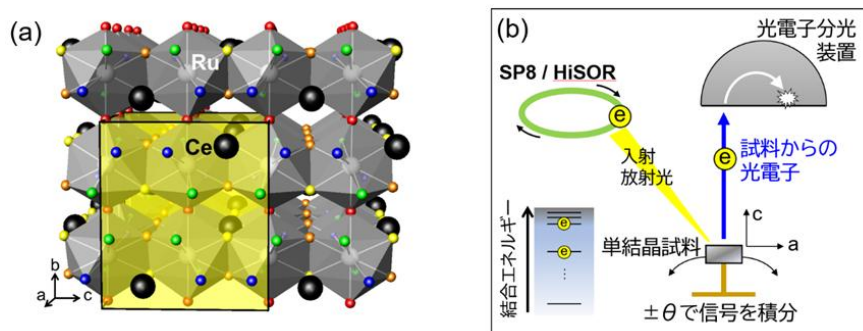 (a)
Ru
Ce
b
a
c
(b)
光電子分光
装置
SP8 / HiSOR
e
入射
放射光
e
試料からの
光電子
結合エネルギー
e
e
⋮
単結晶試料
c
a
±θで信号を積分